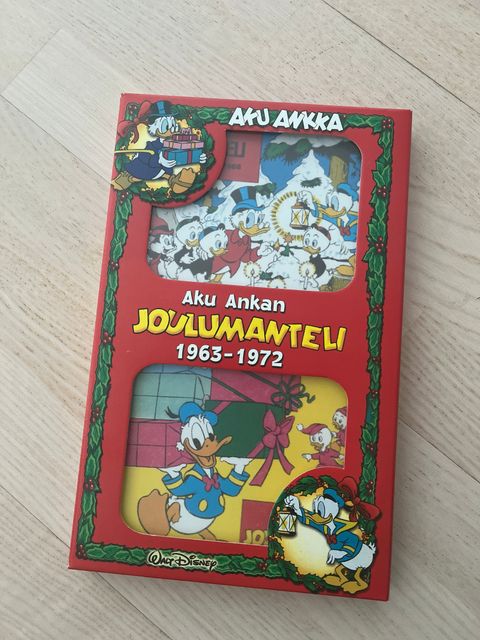 AKU ANKKA
Aku Ankan
JOULUMANTELI
1963-1972
WALT DISNEY